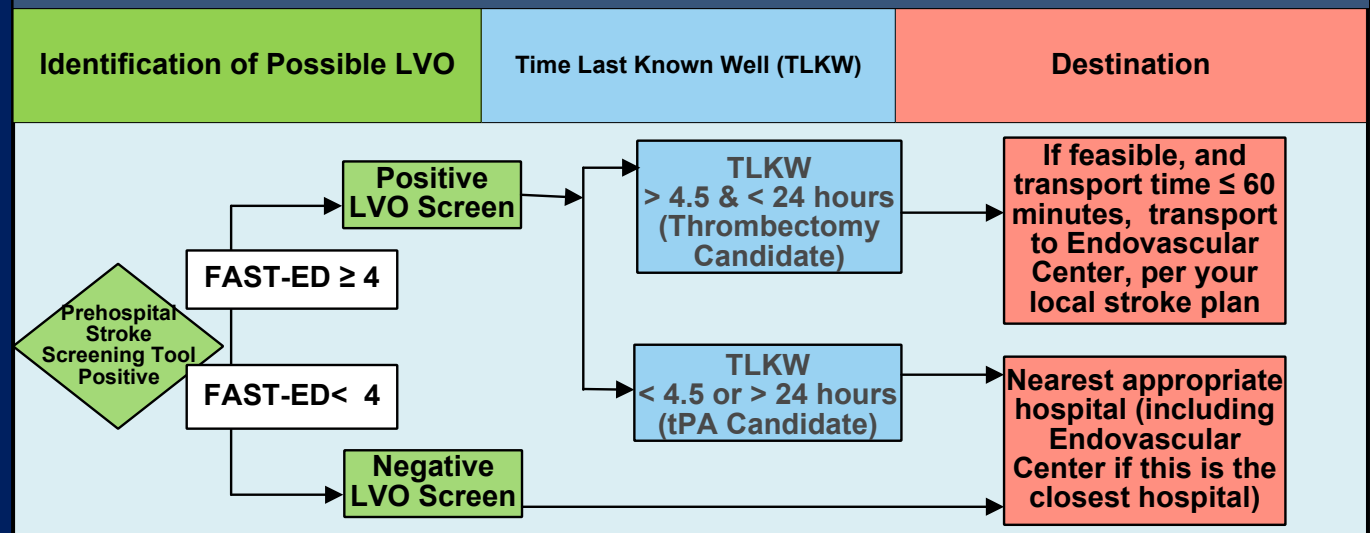 Identification of Possible LVO
Time Last Known Well (TLKW)
Destination
Prehospital
Stroke
Screening Tool
Positive
FAST-ED ≥ 4
FAST-ED< 4
Positive
LVO Screen
Negative
LVO Screen
TLKW
> 4.5 & < 24 hours
(Thrombectomy
Candidate)
TLKW
< 4.5 or > 24 hours
(tPA Candidate)
If feasible, and
transport time ≤ 60
minutes, transport
to Endovascular
Center, per your
local stroke plan
Nearest appropriate
hospital (including
Endovascular
Center if this is the
closest hospital)